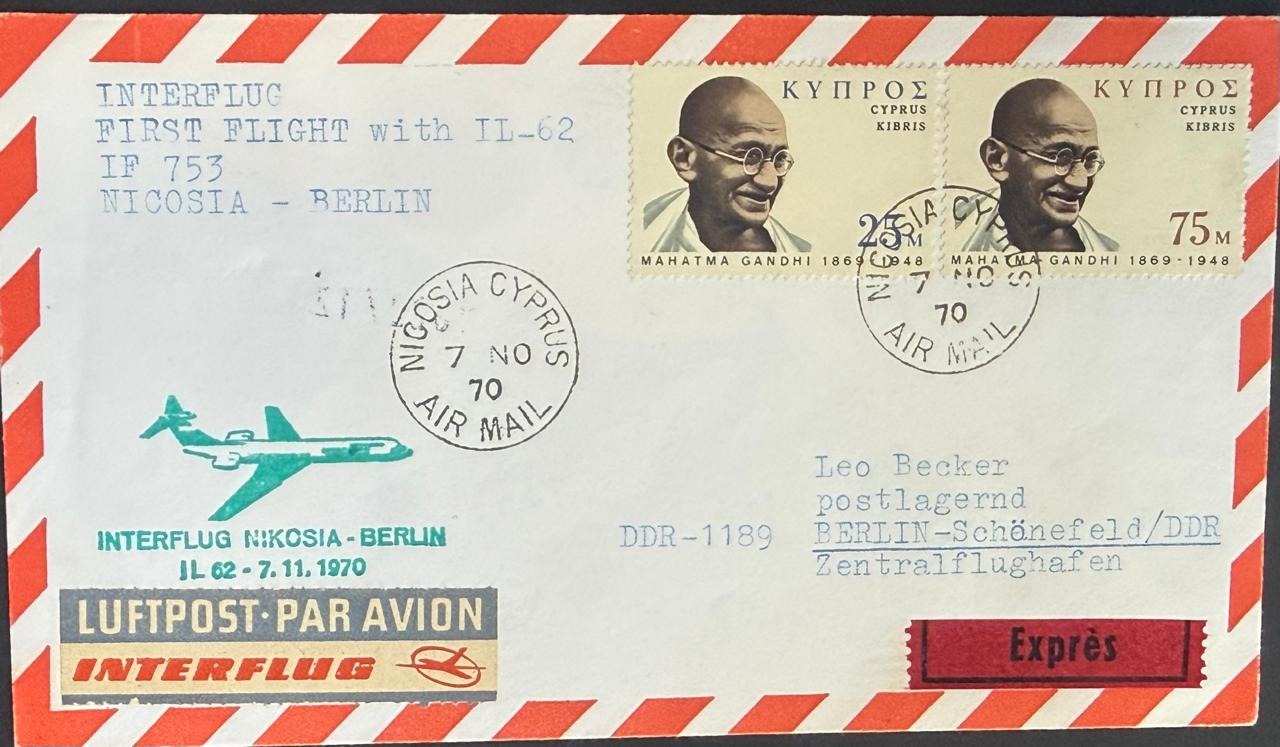 INTERFLUG
FIRST FLIGHT with IL-62
IF 753
NICOSIA - BERLIN
ΚΥΠΡΟΣ
CYPRUS
KIBRIS
25M
MAHATMA GANDHI 1869-1948
ΚΥΠΡΟΣ
CYPRUS
KIBRIS
75M
MAHATMA GANDHI 1869-1948
NICOSIA CYPRUS
7 NO
70
AIR MAIL
NICOSIA CYPRUS
7 NO
70
AIR MAIL
INTERFLUG NIKOSIA-BERLIN
JL 62 - 7.11.1970
LUFTPOST·PAR AVION
INTERFLUG
Leo Becker
postlagernd
DDR-1189 BERLIN-Schönefeld/DDR
Zentralflughafen
Exprès